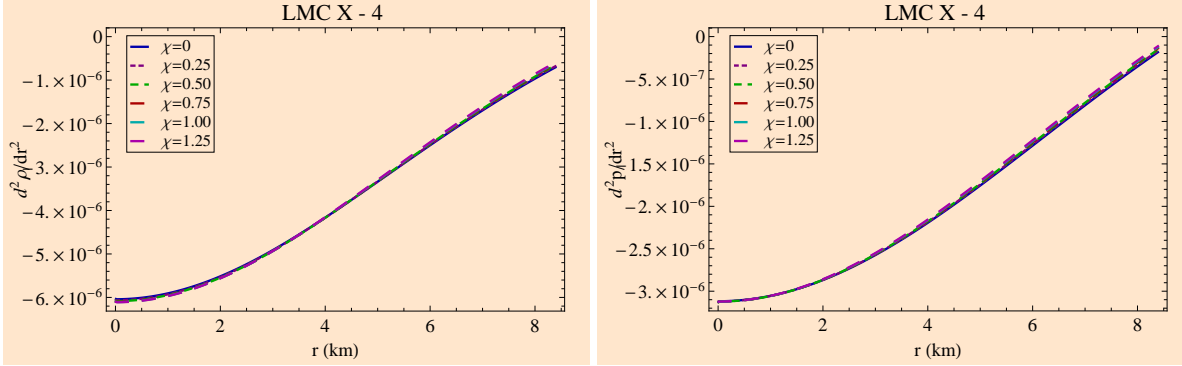 LMC X - 4
0
-1.×10⁻⁶
-2.×10⁻⁶
-3.×10⁻⁶
-4.×10⁻⁶
-5.×10⁻⁶
-6.×10⁻⁶
d²ρ/dr²
χ=0
χ=0.25
χ=0.50
χ=0.75
χ=1.00
χ=1.25
0 2 4 6 8
r (km)
LMC X - 4
0
-5.×10⁻⁷
-1.×10⁻⁶
-1.5×10⁻⁶
-2.×10⁻⁶
-2.5×10⁻⁶
-3.×10⁻⁶
d²p/dr²
χ=0
χ=0.25
χ=0.50
χ=0.75
χ=1.00
χ=1.25
0 2 4 6 8
r (km)